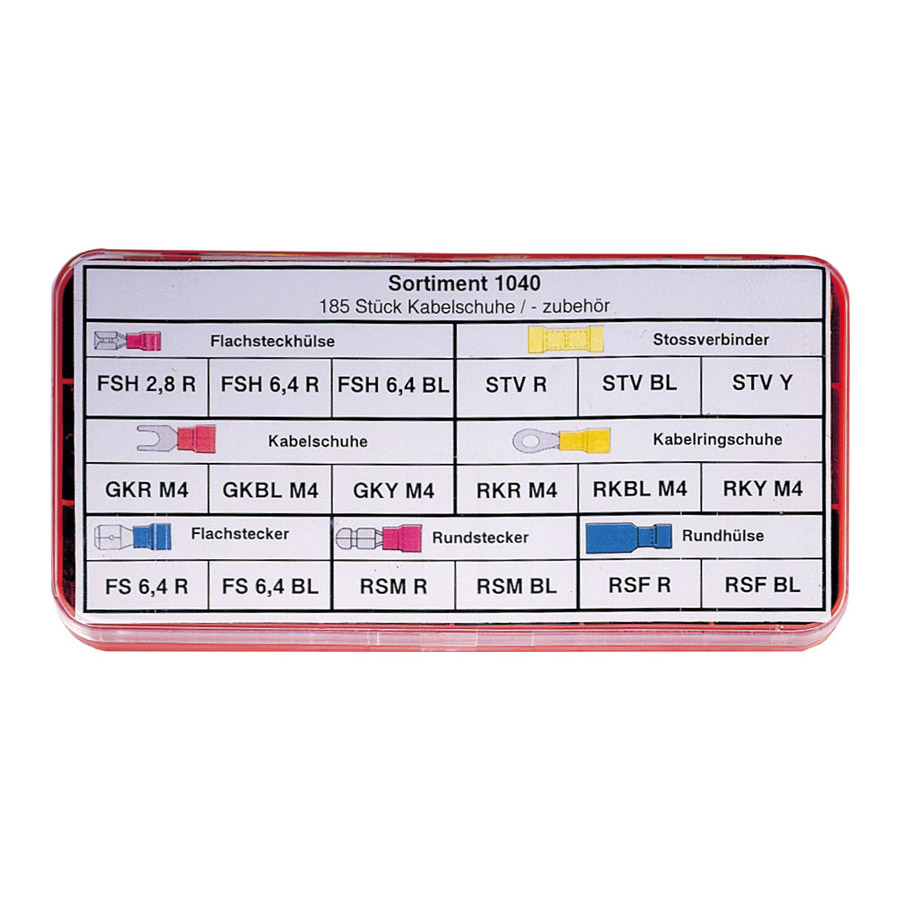 Sortiment 1040
185 Stück Kabelschuhe / - zubehör
Flachsteckhülse Stossverbinder
FSH 2,8 R FSH 6,4 R FSH 6,4 BL STV R STV BL STV Y
Kabelschuhe Kabelringschuhe
GKR M4 GKBL M4 GKY M4 RKR M4 RKBL M4 RKY M4
Flachstecker Rundstecker Rundhülse
FS 6,4 R FS 6,4 BL RSM R RSM BL RSF R RSF BL